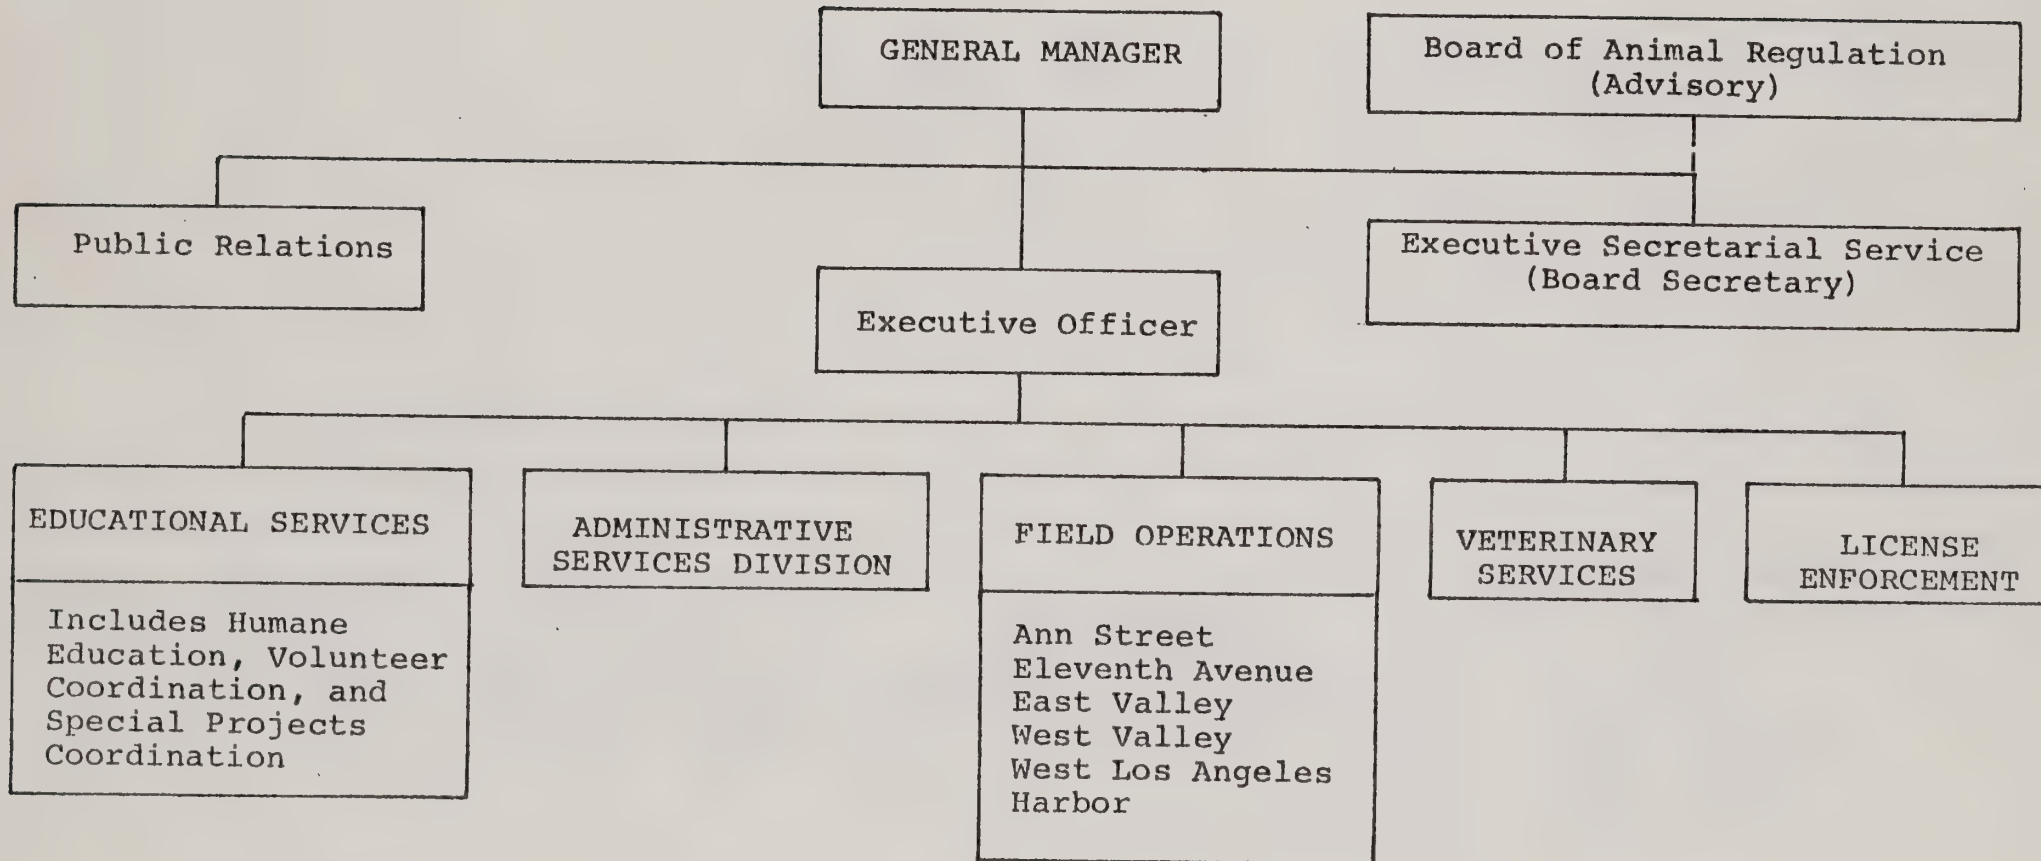 GENERAL MANAGER
Board of Animal Regulation
(Advisory)
Public Relations
Executive Secretarial Service
(Board Secretary)
Executive Officer
EDUCATIONAL SERVICES
Includes Humane
Education, Volunteer
Coordination, and
Special Projects
Coordination
ADMINISTRATIVE
SERVICES DIVISION
FIELD OPERATIONS
Ann Street
Eleventh Avenue
East Valley
West Valley
West Los Angeles
Harbor
VETERINARY
SERVICES
LICENSE
ENFORCEMENT